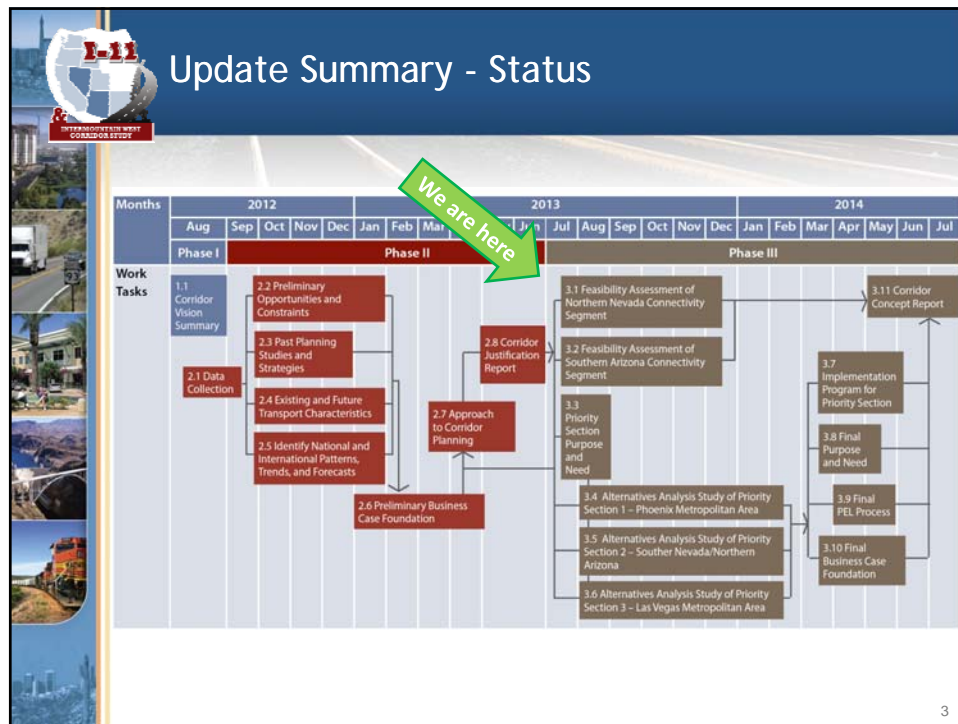 I-11
&
INTERMOUNTAIN WEST
CORRIDOR STUDY
Update Summary - Status
We are here
Months
2012
2013
2014
Aug Sep Oct Nov Dec Jan Feb Mar Jun Jul Aug Sep Oct Nov Dec Jan Feb Mar Apr May Jun Jul
Phase I
Phase II
Phase III
Work
Tasks
1.1
Corridor
Vision
Summary
2.1 Data
Collection
2.2 Preliminary
Opportunities and
Constraints
2.3 Past Planning
Studies and
Strategies
2.4 Existing and Future
Transport Characteristics
2.5 Identify National and
International Patterns,
Trends, and Forecasts
2.6 Preliminary Business
Case Foundation
2.7 Approach
to Corridor
Planning
2.8 Corridor
Justification
Report
3.1 Feasibility Assessment of
Northern Nevada Connectivity
Segment
3.2 Feasibility Assessment of
Southern Arizona Connectivity
Segment
3.3
Priority
Section
Purpose
and
Need
3.4 Alternatives Analysis Study of Priority
Section 1 – Phoenix Metropolitan Area
3.5 Alternatives Analysis Study of Priority
Section 2 – Souther Nevada/Northern
Arizona
3.6 Alternatives Analysis Study of Priority
Section 3 – Las Vegas Metropolitan Area
3.7
Implementation
Program for
Priority Section
3.8 Final
Purpose
and Need
3.9 Final
PEL Process
3.10 Final
Business Case
Foundation
3.11 Corridor
Concept Report
93
3